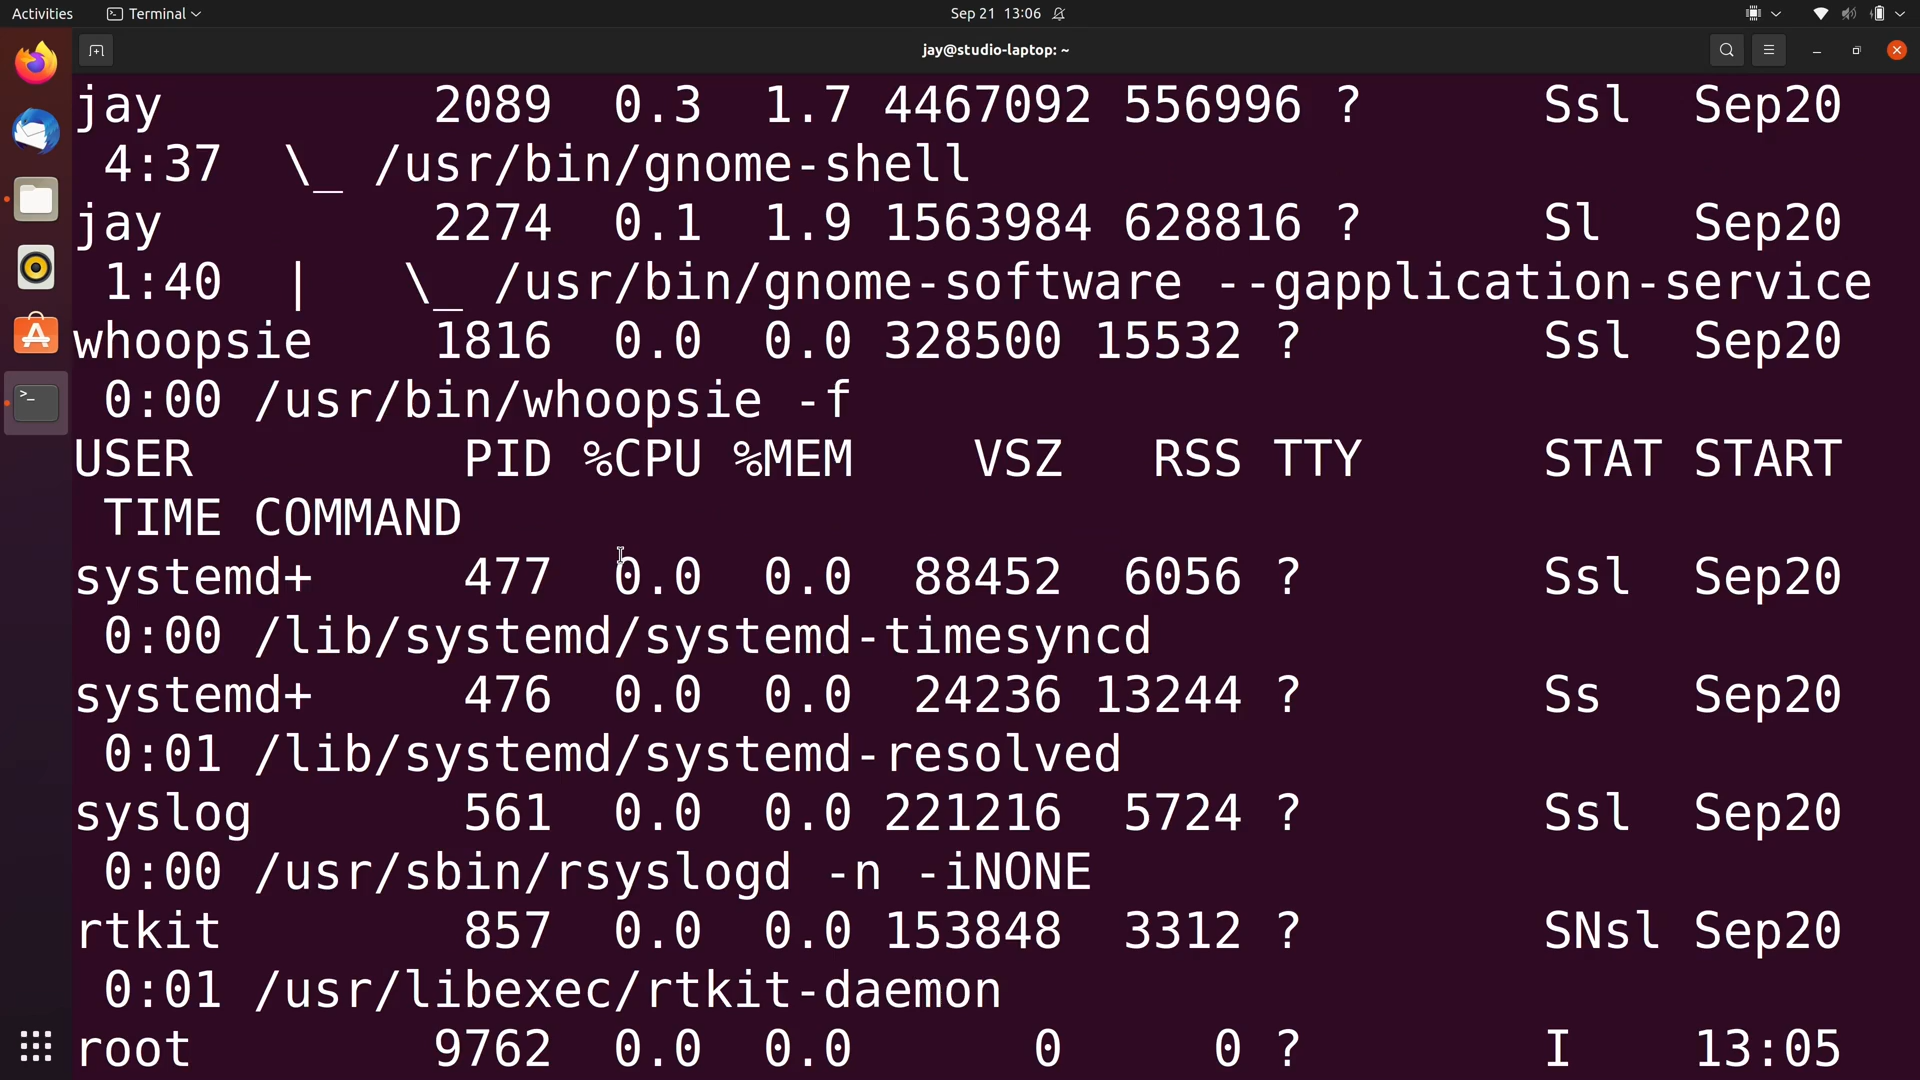 Activities Terminal Sep 21 13:06
jay@studio-laptop: ~
jay 2089 0.3 1.7 4467092 556996 ? Ssl Sep20
4:37 \_ /usr/bin/gnome-shell
jay 2274 0.1 1.9 1563984 628816 ? Sl Sep20
1:40 | \_ /usr/bin/gnome-software --gapplication-service
whoopsie 1816 0.0 0.0 328500 15532 ? Ssl Sep20
0:00 /usr/bin/whoopsie -f
USER PID %CPU %MEM VSZ RSS TTY STAT START
TIME COMMAND
systemd+ 477 0.0 0.0 88452 6056 ? Ssl Sep20
0:00 /lib/systemd/systemd-timesyncd
systemd+ 476 0.0 0.0 24236 13244 ? Ss Sep20
0:01 /lib/systemd/systemd-resolved
syslog 561 0.0 0.0 221216 5724 ? Ssl Sep20
0:00 /usr/sbin/rsyslogd -n -iNONE
rtkit 857 0.0 0.0 153848 3312 ? SNsl Sep20
0:01 /usr/libexec/rtkit-daemon
root 9762 0.0 0.0 0 0 ? I 13:05